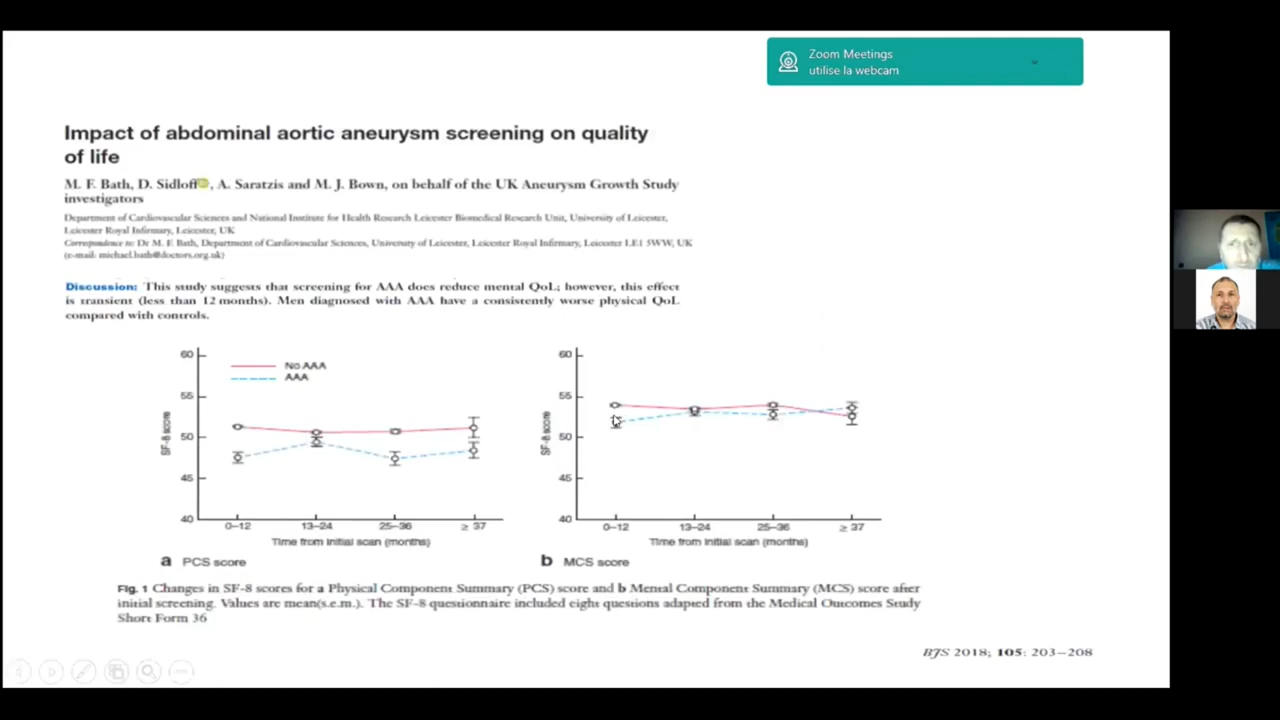 Zoom Meetings
utilise la webcam
Impact of abdominal aortic aneurysm screening on quality
of life
M. F. Bath, D. Sidloff, A. Saratzis and M. J. Bown, on behalf of the UK Aneurysm Growth Study
investigators
Department of Cardiovascular Sciences and National Institute for Health Research Leicester Biomedical Research Unit, University of Leicester,
Leicester Royal Infirmary, Leicester, UK
Correspondence to: Dr M. F. Bath, Department of Cardiovascular Sciences, University of Leicester, Leicester Royal Infirmary, Leicester LE1 5WW, UK
(e-mail: michael.bath@doctors.org.uk)
Discussion: This study suggests that screening for AAA does reduce mental QoL; however, this effect
is transient (less than 12 months). Men diagnosed with AAA have a consistently worse physical QoL
compared with controls.
60
55
50
45
40
SF-8 score
No AAA
AAA
0–12 13–24 25–36 ≥ 37
Time from initial scan (months)
a PCS score
60
55
50
45
40
SF-8 score
0–12 13–24 25–36 ≥ 37
Time from initial scan (months)
b MCS score
Fig. 1 Changes in SF-8 scores for a Physical Component Summary (PCS) score and b Mental Component Summary (MCS) score after
initial screening. Values are mean(s.e.m.). The SF-8 questionnaire included eight questions adapted from the Medical Outcomes Study
Short Form 36
BJS 2018; 105: 203–208